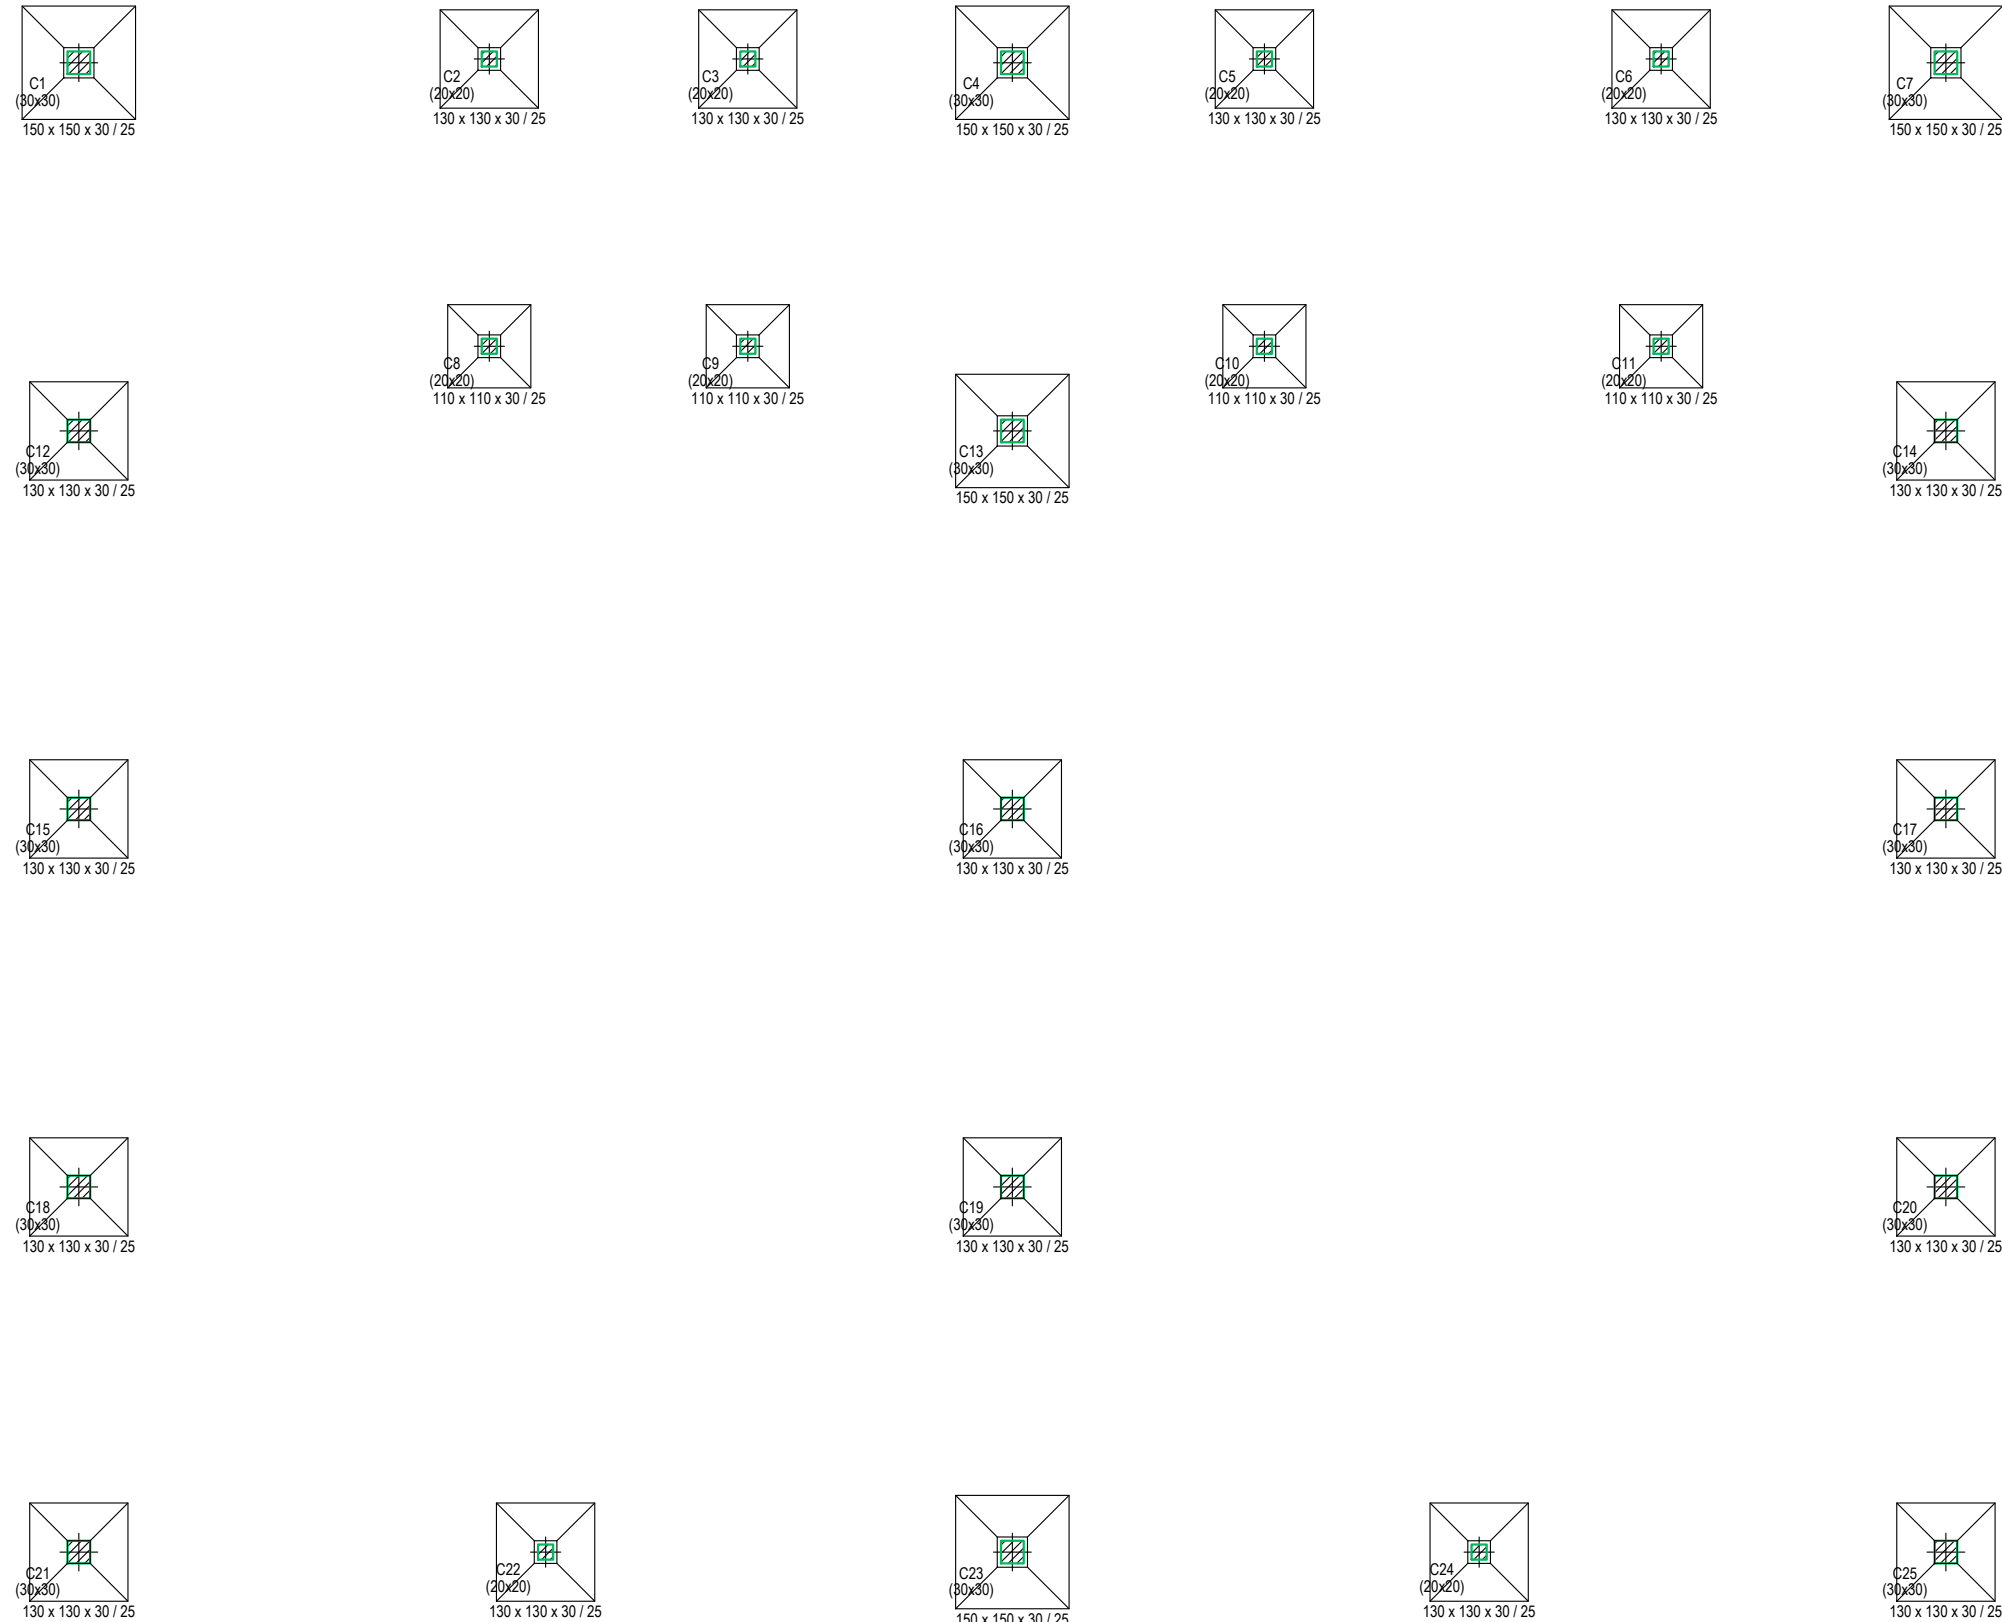 C1
(30x30)
150 x 150 x 30 / 25
C2
(20x20)
130 x 130 x 30 / 25
C3
(20x20)
130 x 130 x 30 / 25
C4
(30x30)
150 x 150 x 30 / 25
C5
(20x20)
130 x 130 x 30 / 25
C6
(20x20)
130 x 130 x 30 / 25
C7
(30x30)
150 x 150 x 30 / 25
C8
(20x20)
110 x 110 x 30 / 25
C9
(20x20)
110 x 110 x 30 / 25
C10
(20x20)
110 x 110 x 30 / 25
C11
(20x20)
110 x 110 x 30 / 25
C12
(30x30)
130 x 130 x 30 / 25
C13
(30x30)
150 x 150 x 30 / 25
C14
(30x30)
130 x 130 x 30 / 25
C15
(30x30)
130 x 130 x 30 / 25
C16
(30x30)
130 x 130 x 30 / 25
C17
(30x30)
130 x 130 x 30 / 25
C18
(30x30)
130 x 130 x 30 / 25
C19
(30x30)
130 x 130 x 30 / 25
C20
(30x30)
130 x 130 x 30 / 25
C21
(30x30)
130 x 130 x 30 / 25
C22
(20x20)
130 x 130 x 30 / 25
C23
(30x30)
150 x 150 x 30 / 25
C24
(20x20)
130 x 130 x 30 / 25
C25
(30x30)
130 x 130 x 30 / 25